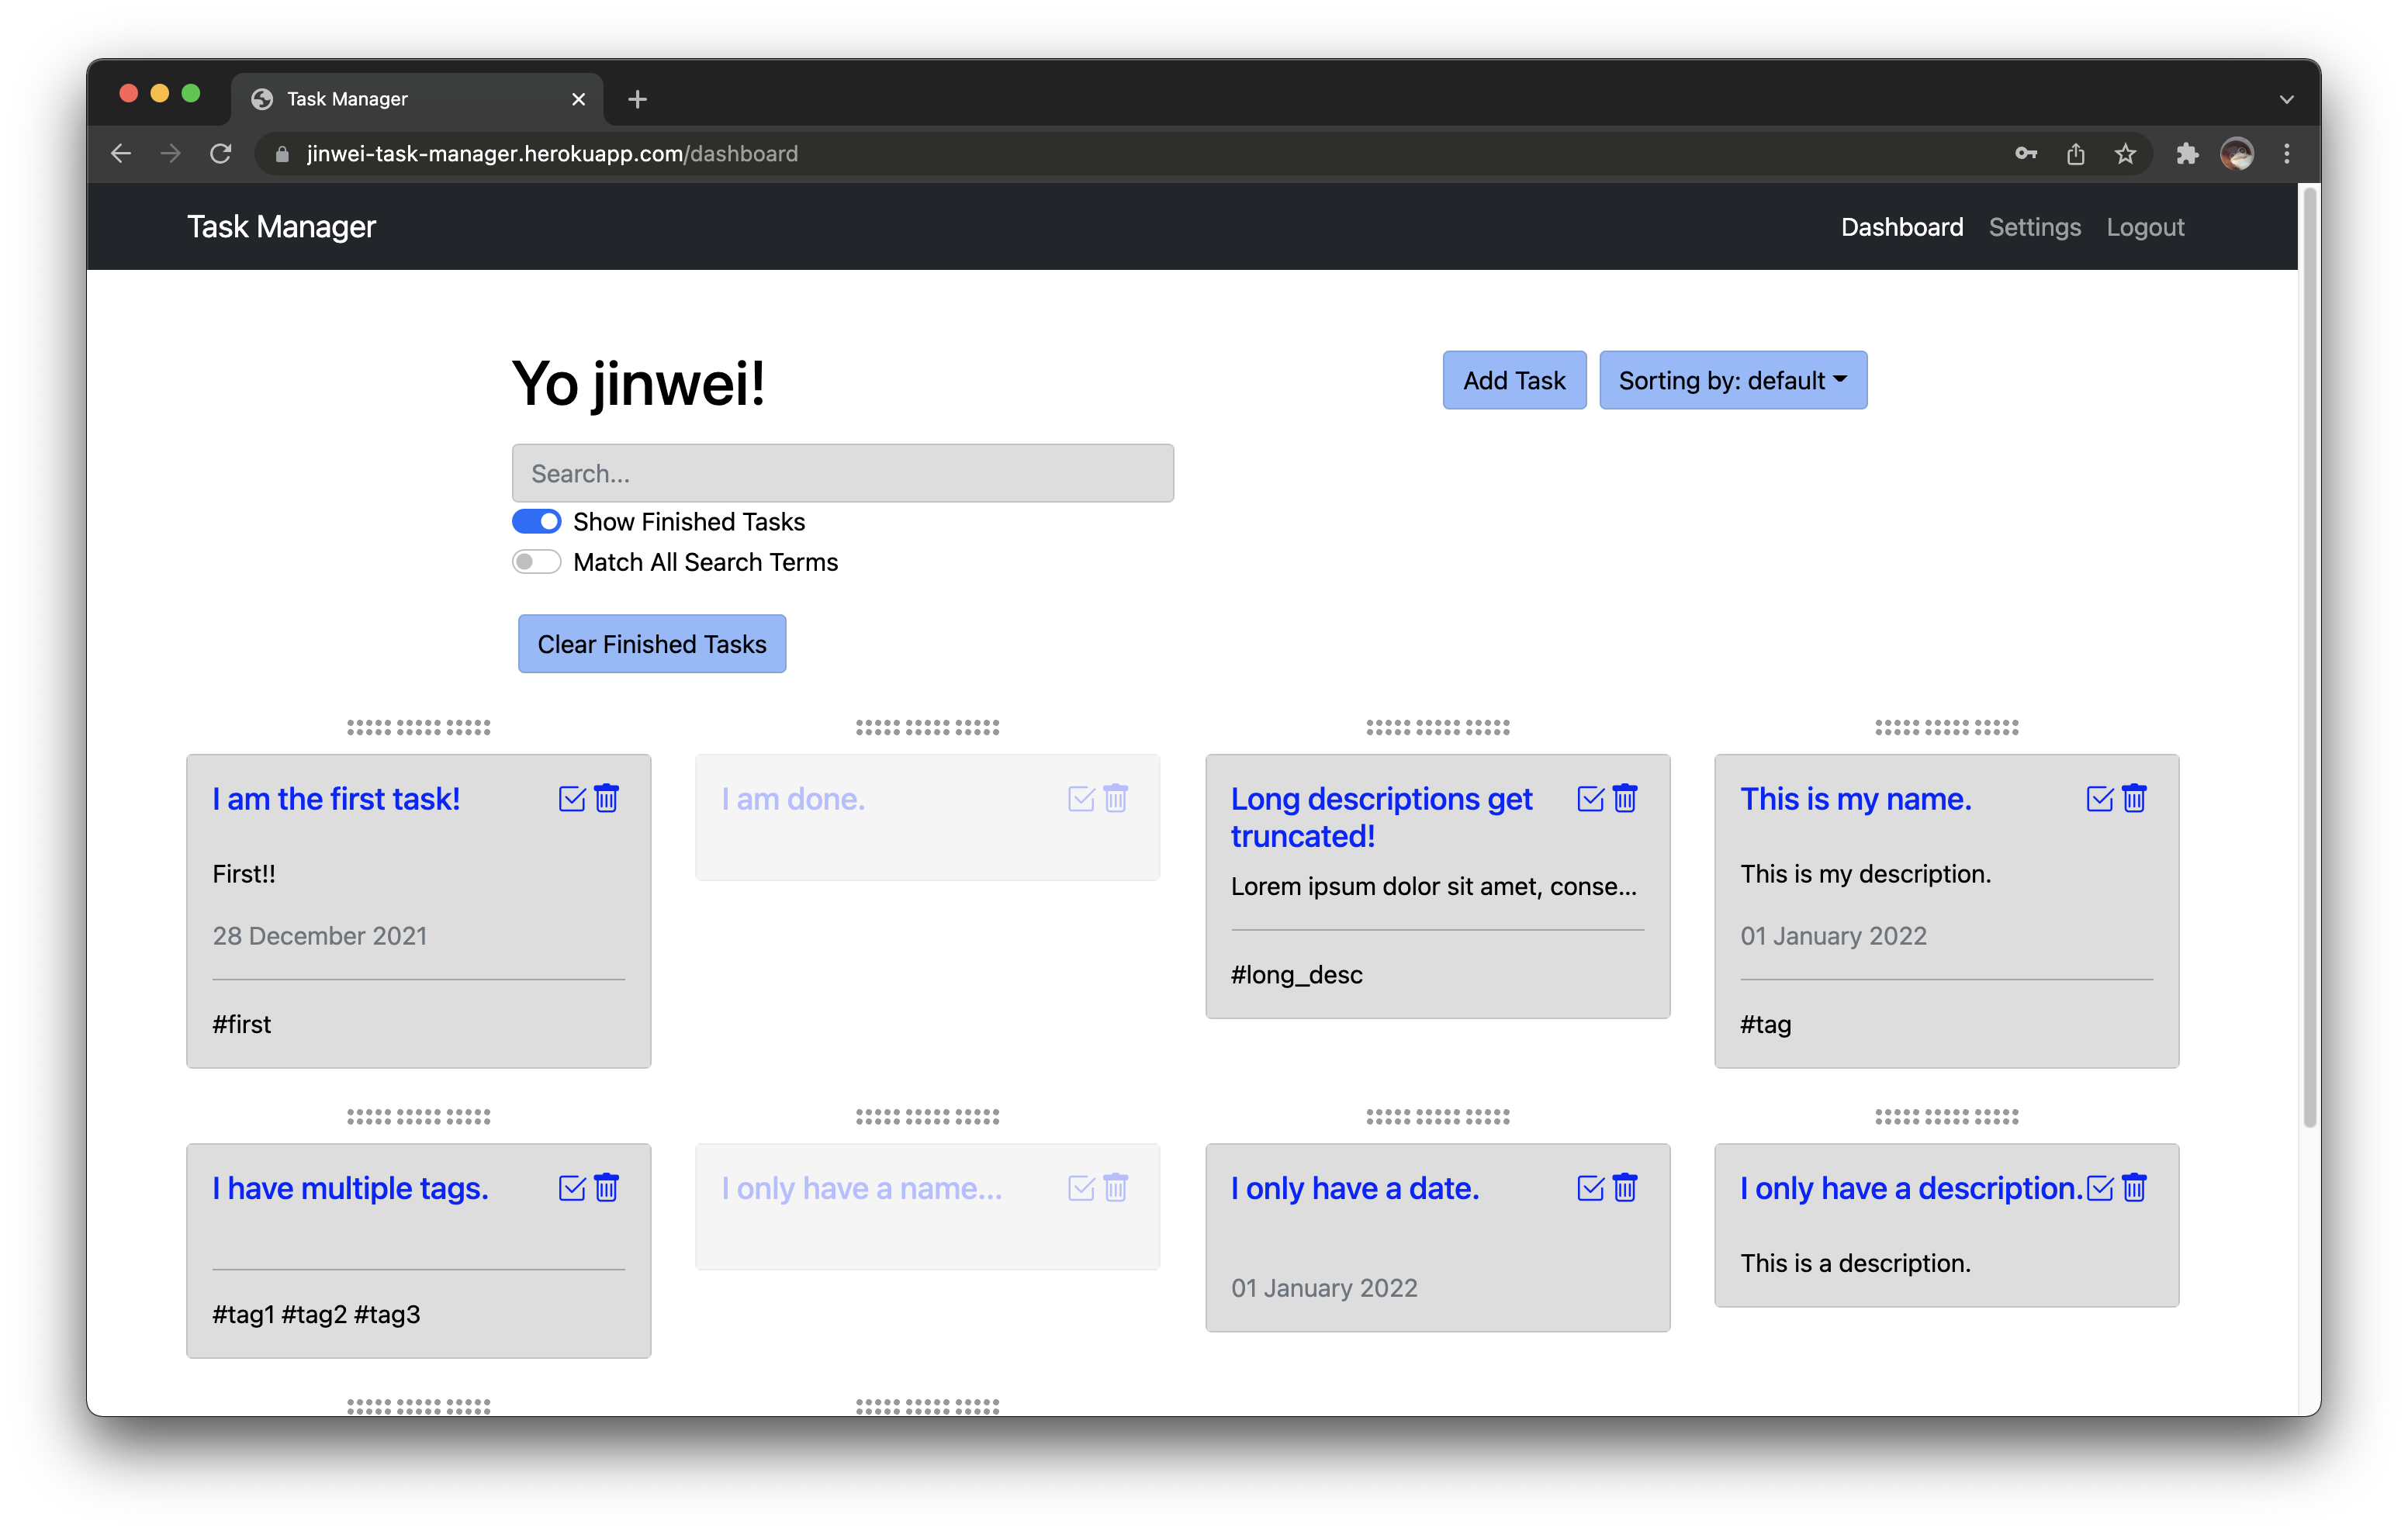 Task Manager
jinwei-task-manager.herokuapp.com/dashboard
Task Manager
Dashboard Settings Logout
Yo jinwei!
Add Task
Sorting by: default
Search...
Show Finished Tasks
Match All Search Terms
Clear Finished Tasks
I am the first task!
First!!
28 December 2021
#first
I am done.
Long descriptions get
truncated!
Lorem ipsum dolor sit amet, conse...
#long_desc
This is my name.
This is my description.
01 January 2022
#tag
I have multiple tags.
#tag1 #tag2 #tag3
I only have a name...
I only have a date.
01 January 2022
I only have a description.
This is a description.